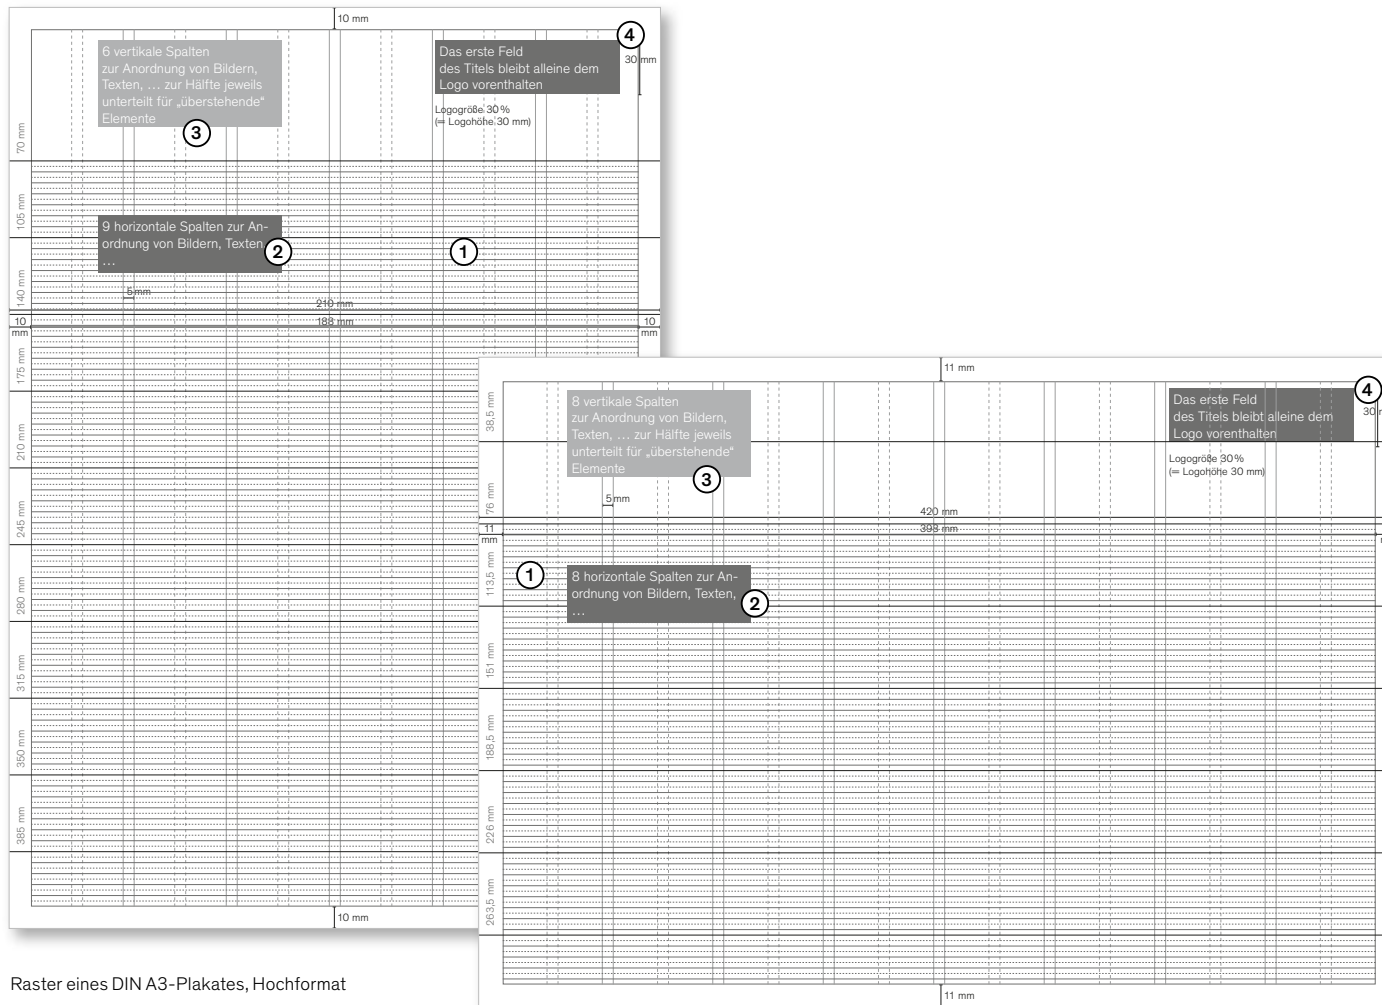 10 mm
6 vertikale Spalten
zur Anordnung von Bildern,
Texten, … zur Hälfte jeweils
unterteilt für „überstehende“
Elemente
3
Das erste Feld
des Titels bleibt alleine dem
Logo vorenthalten
4
30 mm
Logogröße 30 %
(= Logohöhe 30 mm)
70 mm
105 mm
9 horizontale Spalten zur An-
ordnung von Bildern, Texten,
…
2
1
140 mm
5 mm
210 mm
188 mm
10
mm
10
mm
175 mm
210 mm
245 mm
280 mm
315 mm
350 mm
385 mm
10 mm
Raster eines DIN A3-Plakates, Hochformat
11 mm
38,5 mm
8 vertikale Spalten
zur Anordnung von Bildern,
Texten, … zur Hälfte jeweils
unterteilt für „überstehende“
Elemente
3
Das erste Feld
des Titels bleibt alleine dem
Logo vorenthalten
4
30
Logogröße 30 %
(= Logohöhe 30 mm)
76 mm
5 mm
420 mm
398 mm
11
mm
113,5 mm
1
8 horizontale Spalten zur An-
ordnung von Bildern, Texten,
…
2
151 mm
188,5 mm
226 mm
263,5 mm
11 mm